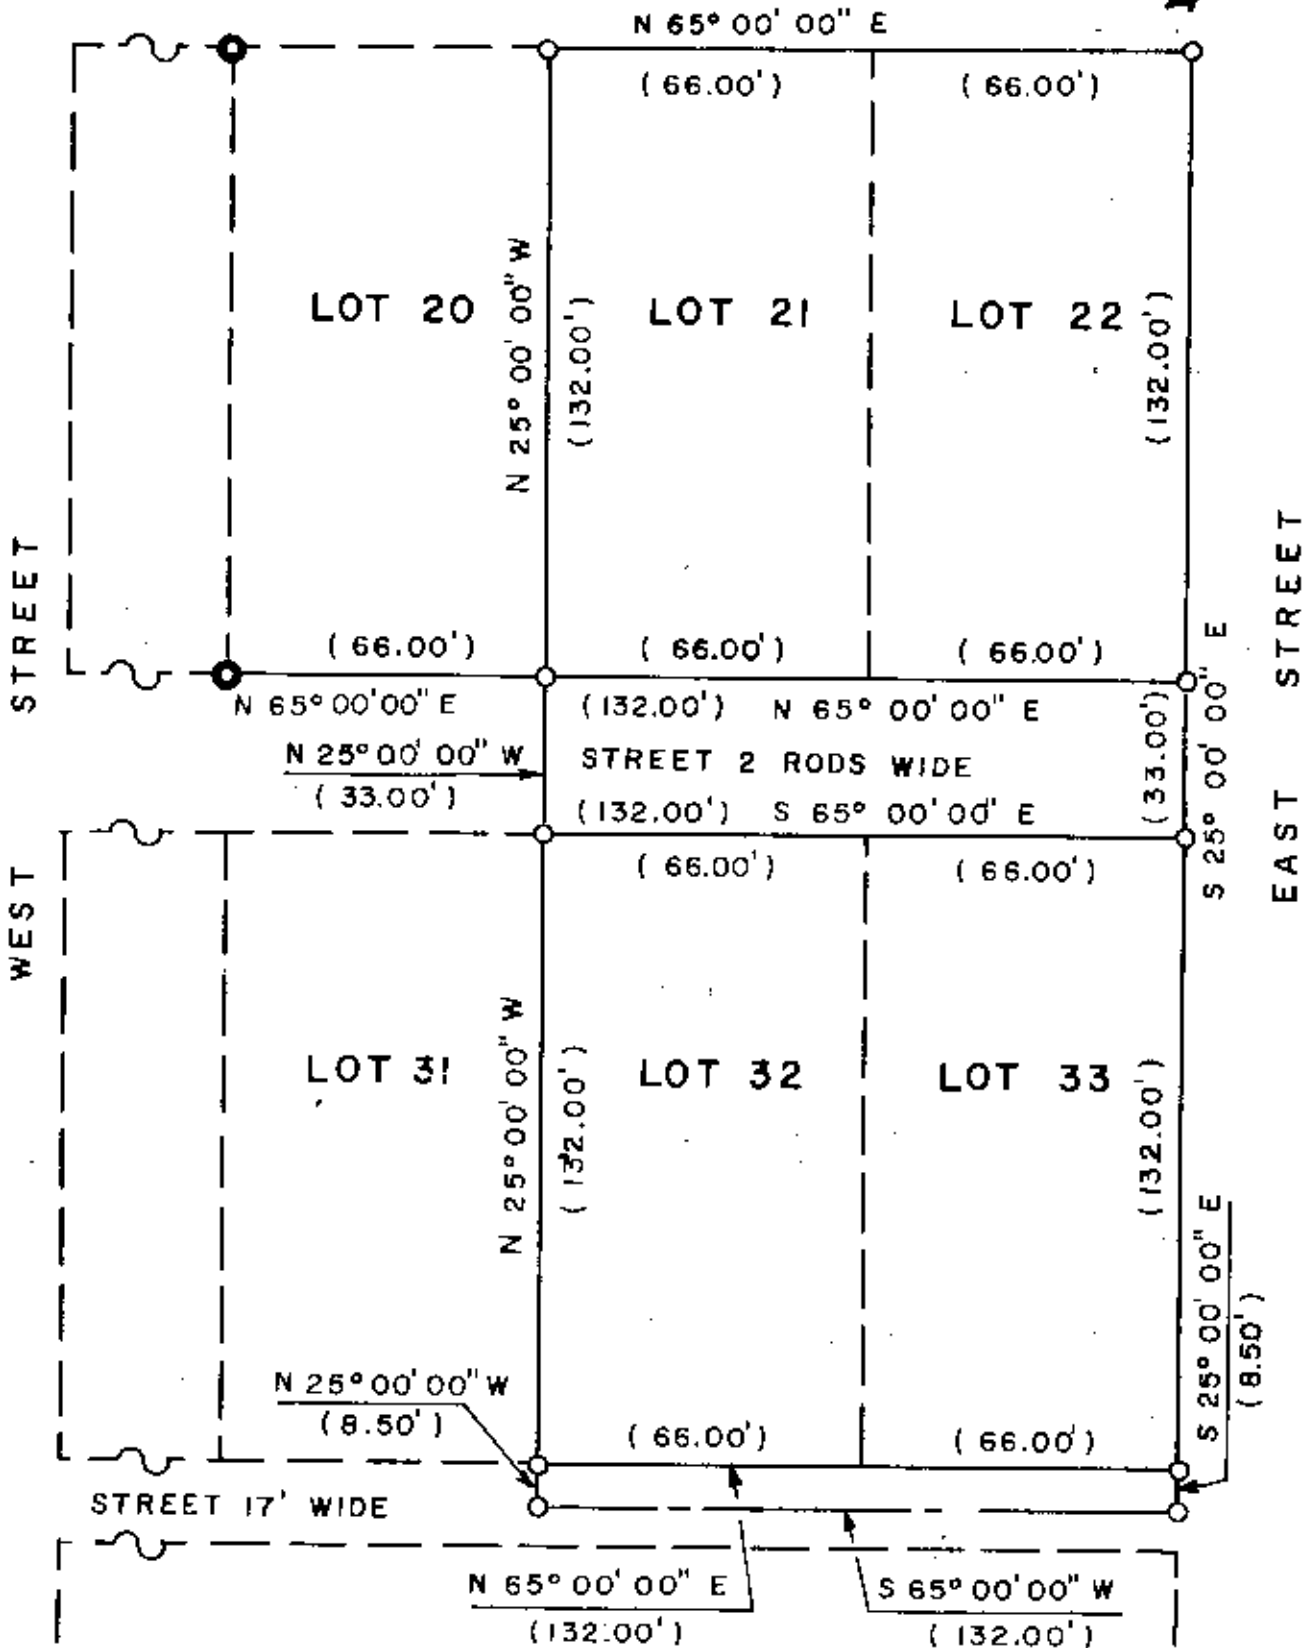 N 65° 00' 00" E
( 66.00')
( 66.00')
LOT 20
N 25° 00' 00" W
(132.00')
LOT 21
LOT 22
(132.00')
( 66.00')
( 66.00')
( 66.00')
N 65° 00' 00" E
(132.00') N 65° 00' 00" E
N 25° 00' 00" W
( 33.00')
STREET 2 RODS WIDE
(132.00') S 65° 00' 00" E
(33.00')
S 25° 00' 00" E
WEST STREET
EAST STREET
( 66.00')
( 66.00')
LOT 31
N 25° 00' 00" W
(132.00')
LOT 32
LOT 33
(132.00')
S 25° 00' 00" E
(8.50')
N 25° 00' 00" W
(8.50')
( 66.00')
( 66.00')
STREET 17' WIDE
N 65° 00' 00" E
(132.00')
S 65° 00' 00" W
( 132.00')